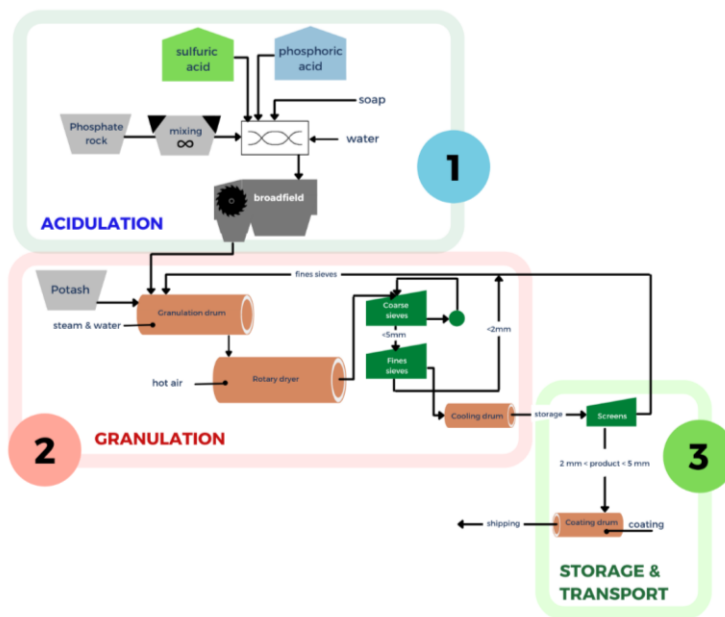 sulfuric
acid
phosphoric
acid
soap
Phosphate
rock
mixing
∞
water
1
broadfield
ACIDULATION
fines sieves
Potash
Granulation drum
Coarse
sieves
steam & water
<5mm
<2mm
Fines
sieves
hot air
Rotary dryer
Cooling drum
storage
Screens
2
GRANULATION
3
2 mm < product < 5 mm
shipping
Coating drum
coating
STORAGE &
TRANSPORT